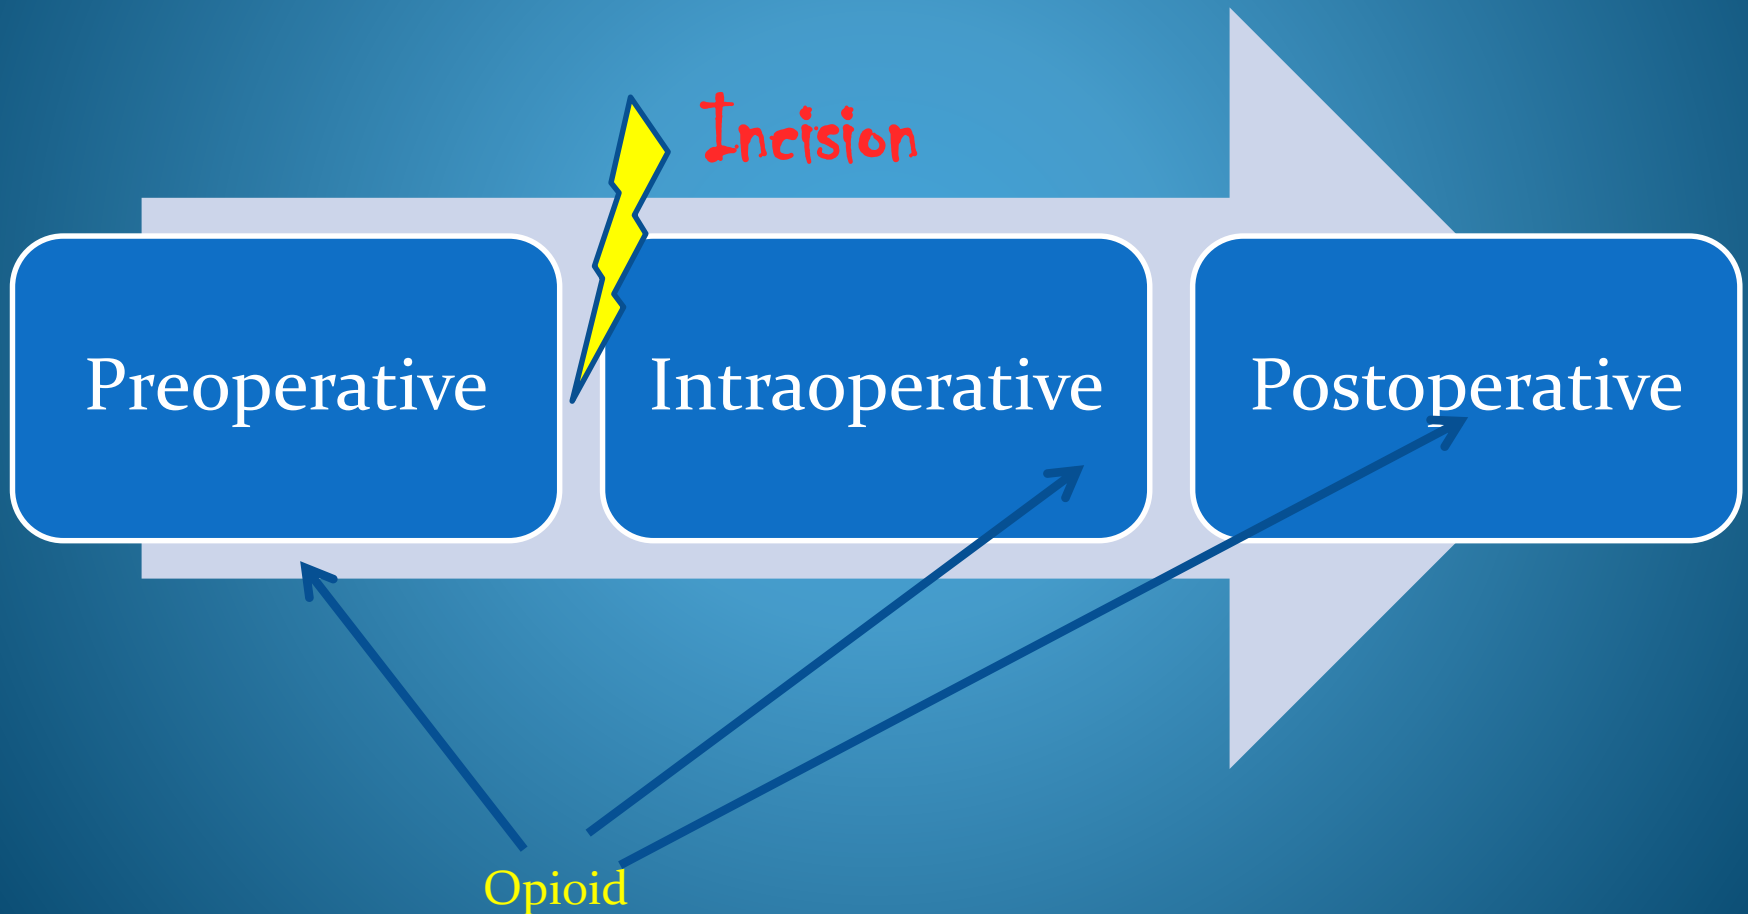 Incision
Preoperative
Intraoperative
Postoperative
Opioid